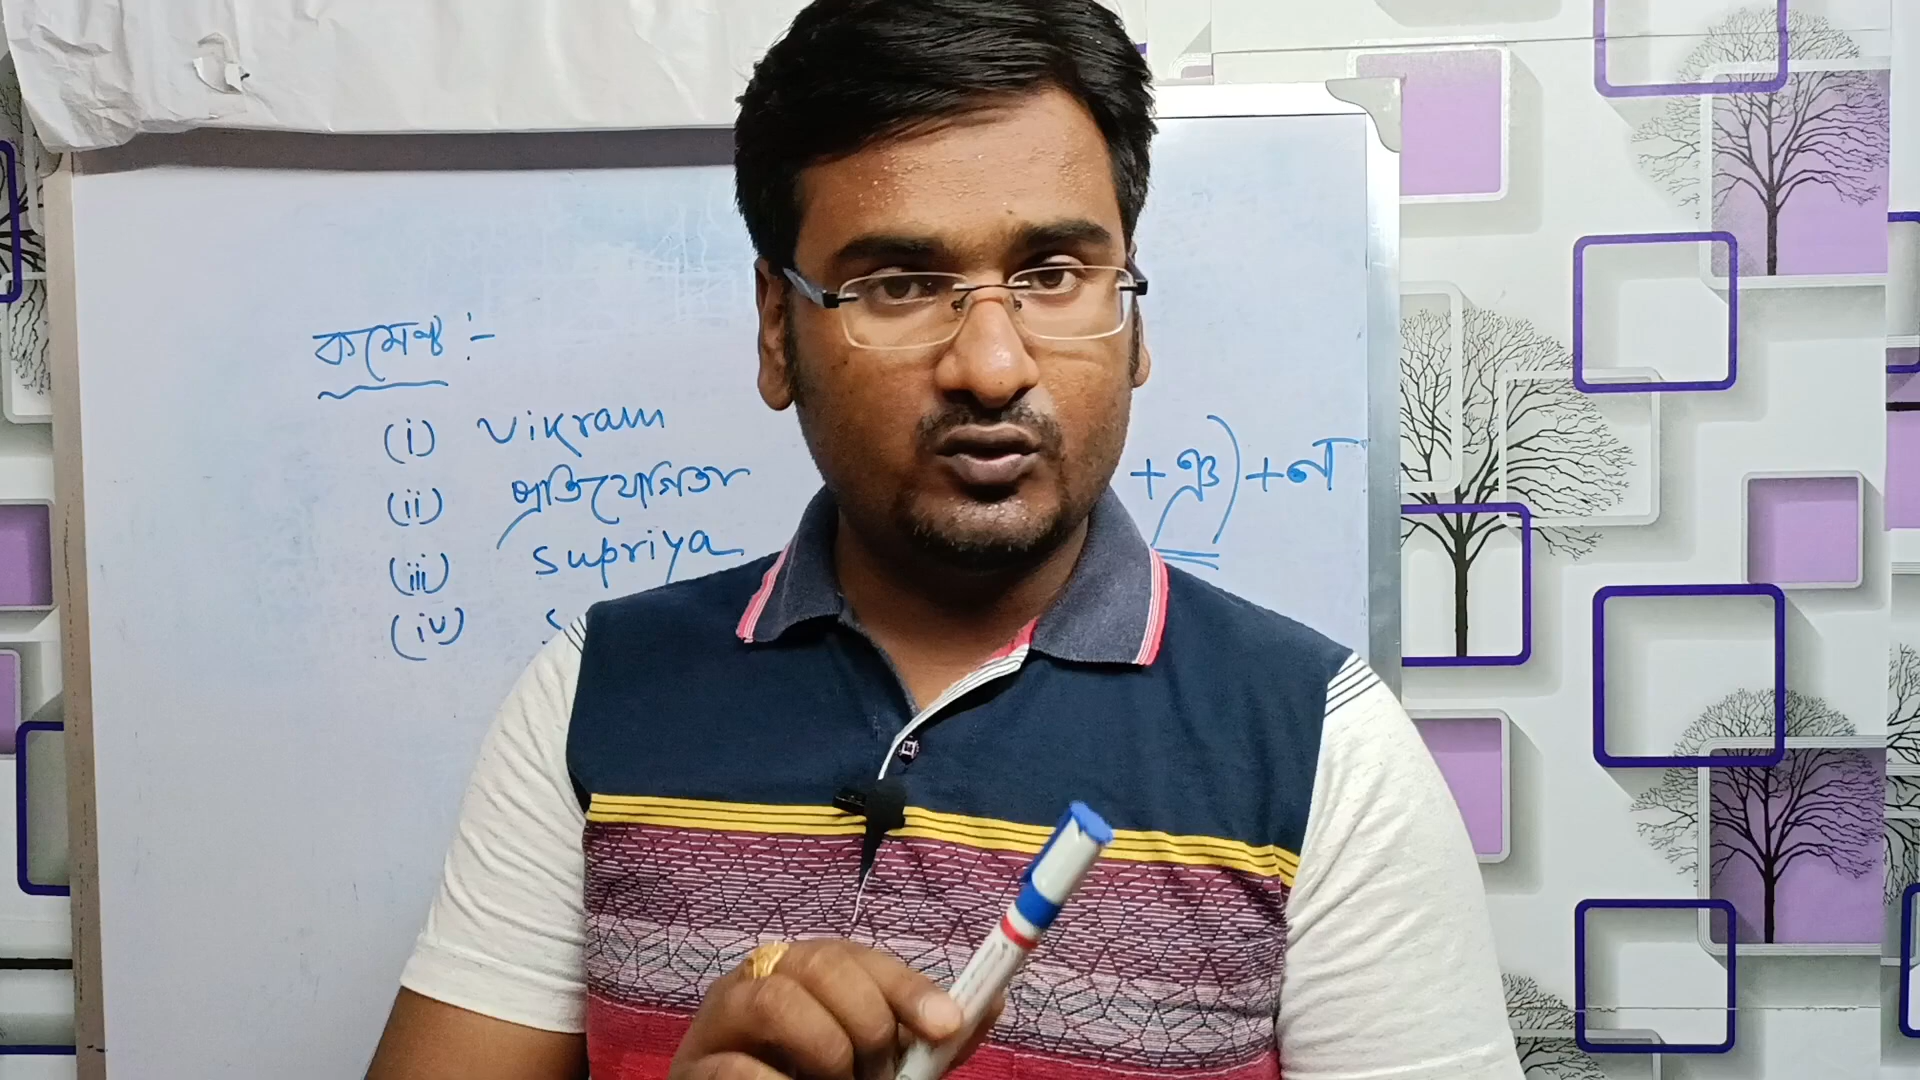 কমেন্ট :-
(i) Vikram
(ii) প্রতিযোগিতা
+ ঞ্চ) + না
(iii) Supriya
(iv) S